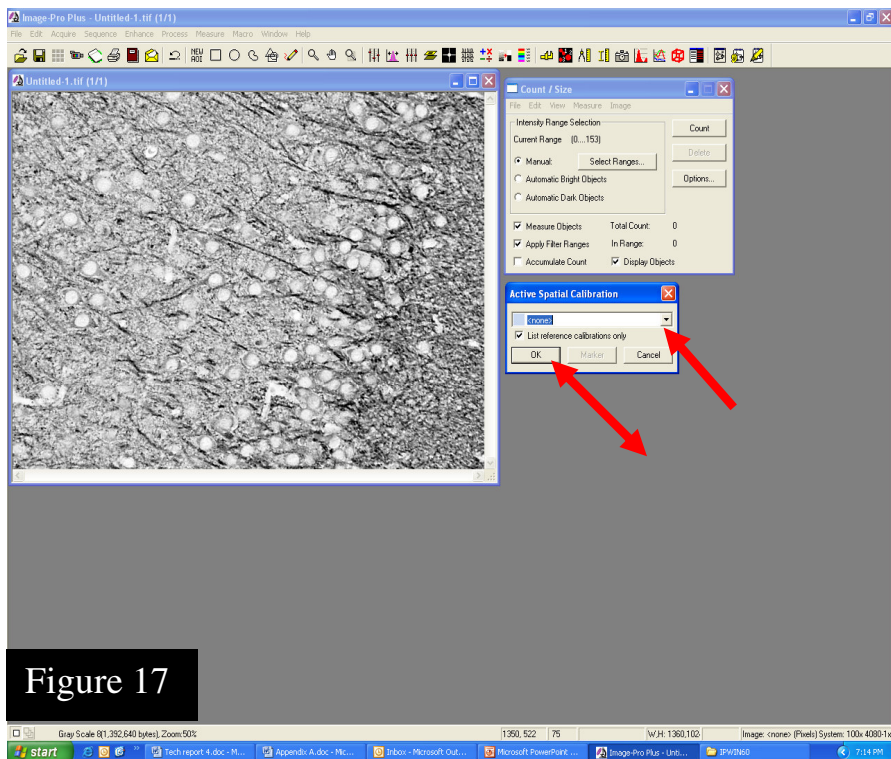 Image-Pro Plus - Untitled-1.tif (1/1)
File Edit Acquire Sequence Enhance Process Measure Macro Window Help
NEW AOI
Untitled-1.tif (1/1)
Count / Size
File Edit View Measure Image
Intensity Range Selection
Current Range (0....153)
Count
Manual: Select Ranges...
Delete
Automatic Bright Objects
Options...
Automatic Dark Objects
Measure Objects Total Count: 0
Apply Filter Ranges In Range: 0
Accumulate Count Display Objects
Active Spatial Calibration
<none>
List reference calibrations only
OK Marker Cancel
Figure 17
Gray Scale 8(1,392,640 bytes), Zoom:50% 1350, 522 75 W,H: 1360,102 Image: <none> (Pixels) System: 100x 4080-1x
start Tech report 4.doc - M... Appendix A.doc - Mic... Inbox - Microsoft Out... Microsoft PowerPoint ... Image-Pro Plus - Unti... IPWIN60 7:14 PM